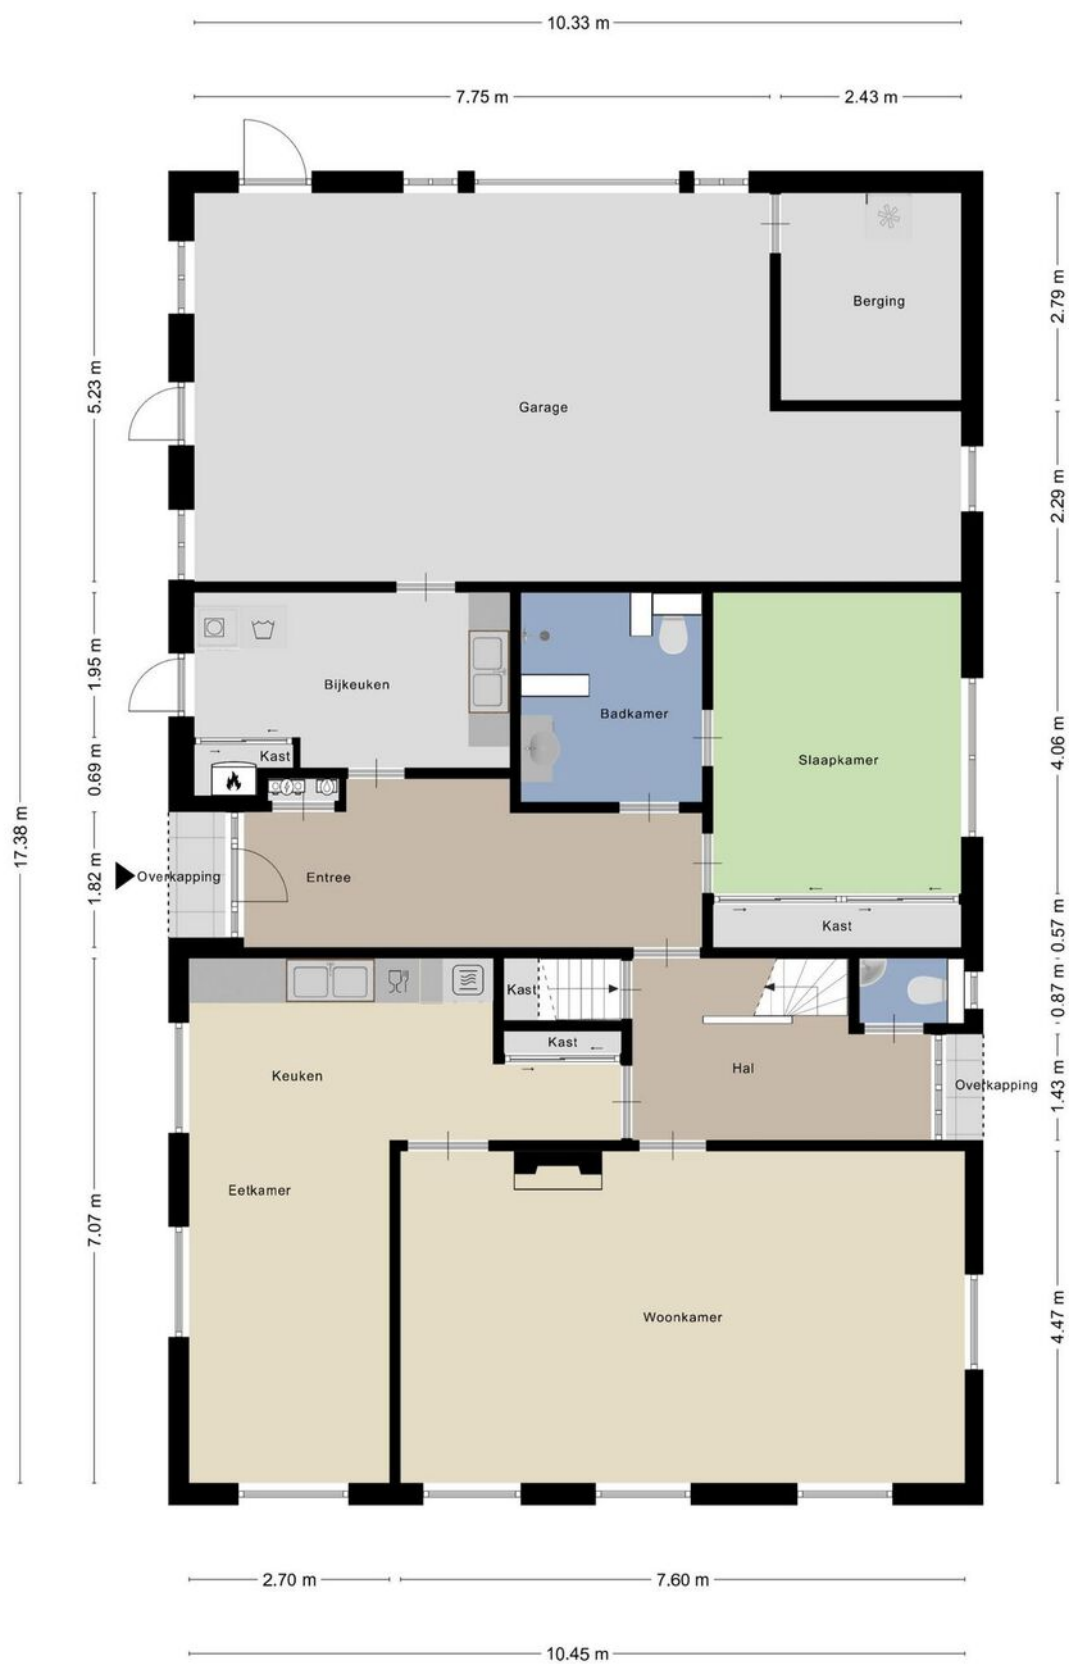 10.33 m
7.75 m
2.43 m
17.38 m
5.23 m
1.95 m
0.69 m
1.82 m
7.07 m
2.79 m
2.29 m
4.06 m
0.57 m
0.87 m
1.43 m
4.47 m
Berging
Garage
Bijkeuken
Badkamer
Kast
Slaapkamer
Overkapping
Entree
Kast
Kast
Kast
Keuken
Hal
Overkapping
Eetkamer
Woonkamer
2.70 m
7.60 m
10.45 m